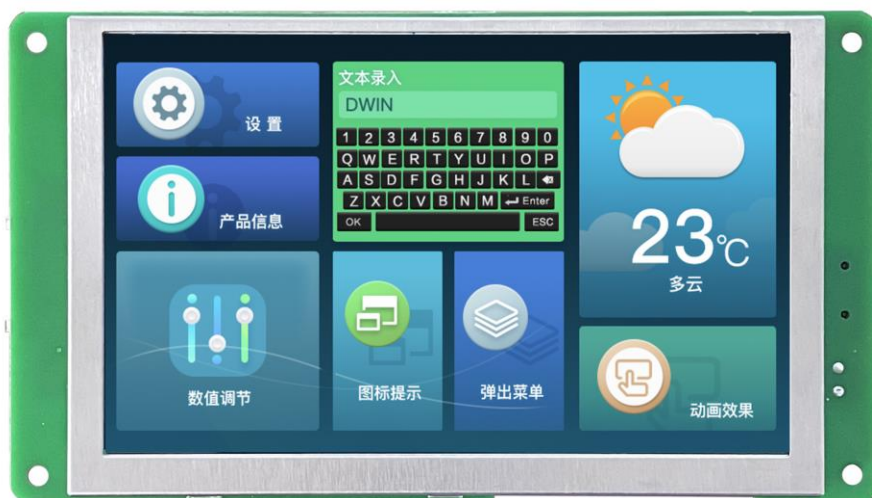 设 置
产品信息
数值调节
文本录入
DWIN
1 2 3 4 5 6 7 8 9 0
Q W E R T Y U I O P
A S D F G H J K L
Z X C V B N M Enter
OK ESC
图标提示
弹出菜单
23℃
多云
动画效果